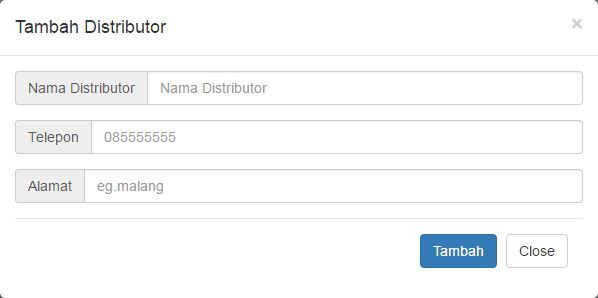 Tambah Distributor ×
Nama Distributor Nama Distributor
Telepon 085555555
Alamat eg.malang
Tambah Close